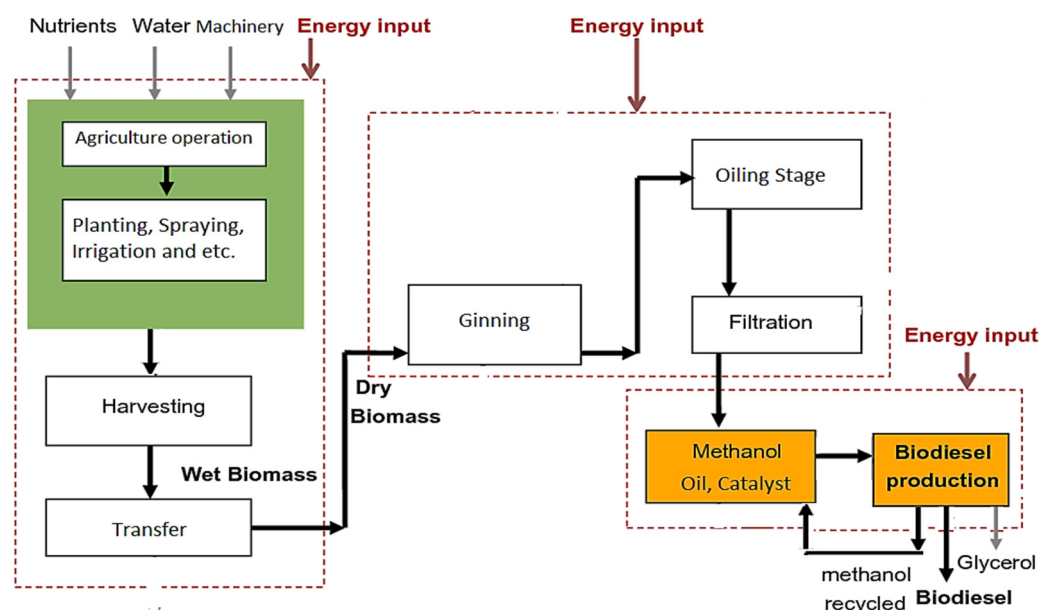 Nutrients
Water
Machinery
Energy input
Energy input
Agriculture operation
Planting, Spraying,
Irrigation and etc.
Harvesting
Wet Biomass
Transfer
Dry
Biomass
Ginning
Oiling Stage
Filtration
Energy input
Methanol
Oil, Catalyst
Biodiesel
production
methanol
recycled
Biodiesel
Glycerol